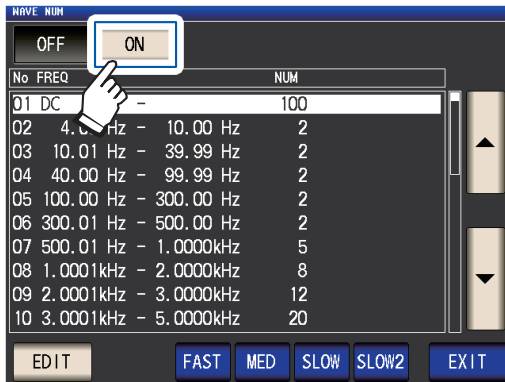 WAVE NUM
OFF ON
No FREQ NUM
01 DC - 100
02 4. Hz - 10.00 Hz 2
03 10.01 Hz - 39.99 Hz 2
04 40.00 Hz - 99.99 Hz 2
05 100.00 Hz - 300.00 Hz 2
06 300.01 Hz - 500.00 Hz 2
07 500.01 Hz - 1.0000kHz 5
08 1.0001kHz - 2.0000kHz 8
09 2.0001kHz - 3.0000kHz 12
10 3.0001kHz - 5.0000kHz 20
EDIT FAST MED SLOW SLOW2 EXIT